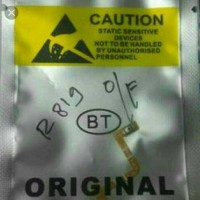 CAUTION
STATIC SENSITIVE
DEVICES
NOT TO BE HANDLED
BY UNAUTHORISED
PERSONNEL
R819 O/F
BT
ORIGINAL